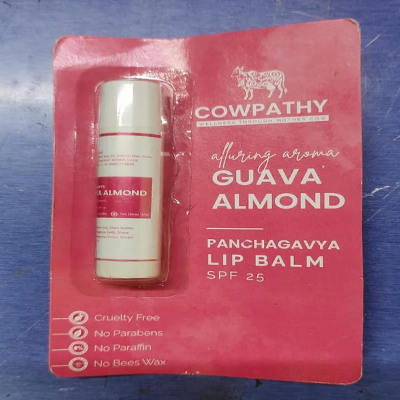 COWPATHY
WELLNESS THROUGH MOTHER COW
alluring aroma
GUAVA
ALMOND
PANCHAGAVYA
LIP BALM
SPF 25
A ALMOND
Cruelty Free
No Parabens
No Paraffin
No Bees Wax